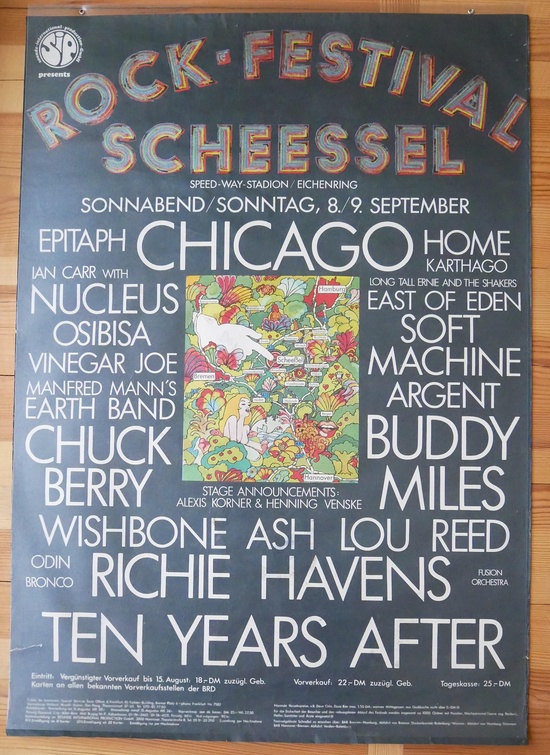 SIP
presents
ROCK-FESTIVAL
SCHEESSEL
SPEED-WAY-STADION / EICHENRING
SONNABEND/SONNTAG, 8./9. SEPTEMBER
EPITAPH CHICAGO HOME
KARTHAGO
IAN CARR WITH
NUCLEUS
OSIBISA
VINEGAR JOE
MANFRED MANN'S
EARTH BAND
CHUCK
BERRY
LONG TALL ERNIE AND THE SHAKERS
EAST OF EDEN
SOFT
MACHINE
ARGENT
BUDDY
MILES
Hamburg
Scheeßel
Bremen
Hannover
STAGE ANNOUNCEMENTS:
ALEXIS KORNER & HENNING VENSKE
WISHBONE ASH LOU REED
ODIN
BRONCO
RICHIE HAVENS
FUSION
ORCHESTRA
TEN YEARS AFTER
Eintritt: Vergünstigter Vorverkauf bis 15. August: 18.-DM zuzügl. Geb. Vorverkauf: 22.-DM zuzügl. Geb. Tageskasse: 25.-DM
Karten an allen bekannten Vorverkaufsstellen der BRD